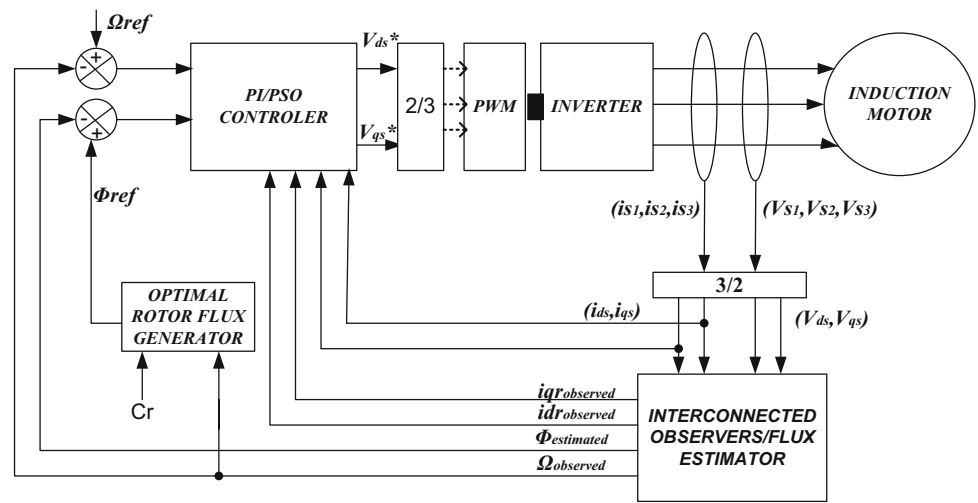 Ωref
+
-
-
+
Φref
PI/PSO
CONTROLER
Vds*
Vqs*
2/3
PWM
INVERTER
INDUCTION
MOTOR
(is1,is2,is3)
(Vs1,Vs2,Vs3)
3/2
(ids,iqs)
(Vds,Vqs)
OPTIMAL
ROTOR FLUX
GENERATOR
Cr
iqrobserved
idrobserved
Φestimated
Ωobserved
INTERCONNECTED
OBSERVERS/FLUX
ESTIMATOR